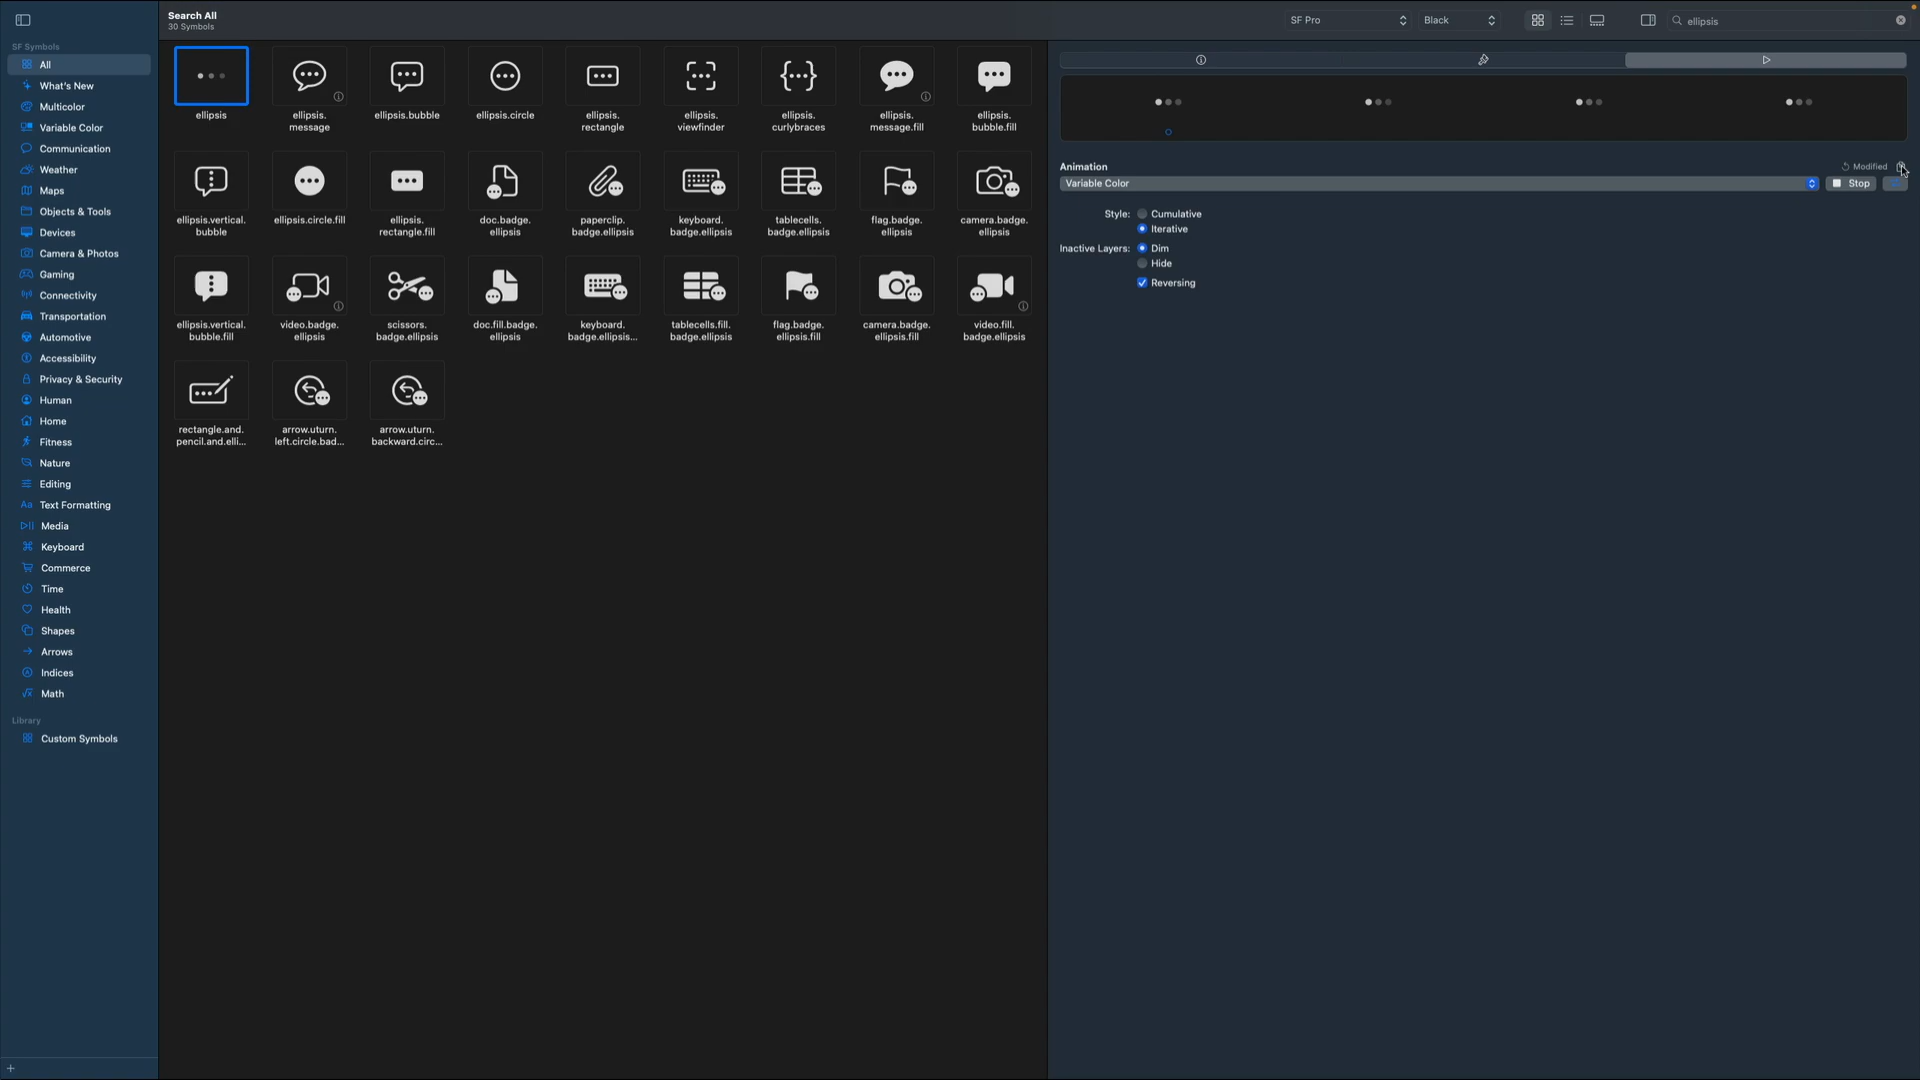 SF Symbols
All
What's New
Multicolor
Variable Color
Communication
Weather
Maps
Objects & Tools
Devices
Camera & Photos
Gaming
Connectivity
Transportation
Automotive
Accessibility
Privacy & Security
Human
Home
Fitness
Nature
Editing
Aa Text Formatting
Media
Keyboard
Commerce
Time
Health
Shapes
Arrows
Indices
Math
Library
Custom Symbols
Search All
30 Symbols
SF Pro
Black
ellipsis
ellipsis
ellipsis.
message
ellipsis.bubble
ellipsis.circle
ellipsis.
rectangle
ellipsis.
viewfinder
ellipsis.
curlybraces
ellipsis.
message.fill
ellipsis.
bubble.fill
ellipsis.vertical.
bubble
ellipsis.circle.fill
ellipsis.
rectangle.fill
doc.badge.
ellipsis
paperclip.
badge.ellipsis
keyboard.
badge.ellipsis
tablecells.
badge.ellipsis
flag.badge.
ellipsis
camera.badge.
ellipsis
ellipsis.vertical.
bubble.fill
video.badge.
ellipsis
scissors.
badge.ellipsis
doc.fill.badge.
ellipsis
keyboard.
badge.ellipsis...
tablecells.fill.
badge.ellipsis
flag.badge.
ellipsis.fill
camera.badge.
ellipsis.fill
video.fill.
badge.ellipsis
rectangle.and.
pencil.and.elli...
arrow.uturn.
left.circle.bad...
arrow.uturn.
backward.circ...
Animation
Modified
Variable Color
Stop
Style:
Cumulative
Iterative
Inactive Layers:
Dim
Hide
Reversing